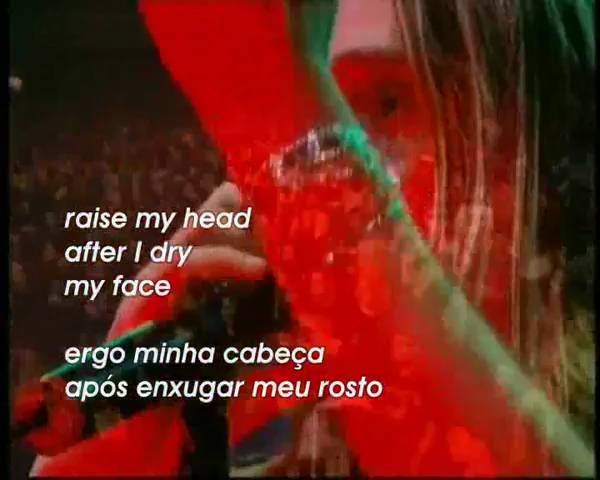 raise my head
after I dry
my face
ergo minha cabeça
após enxugar meu rosto